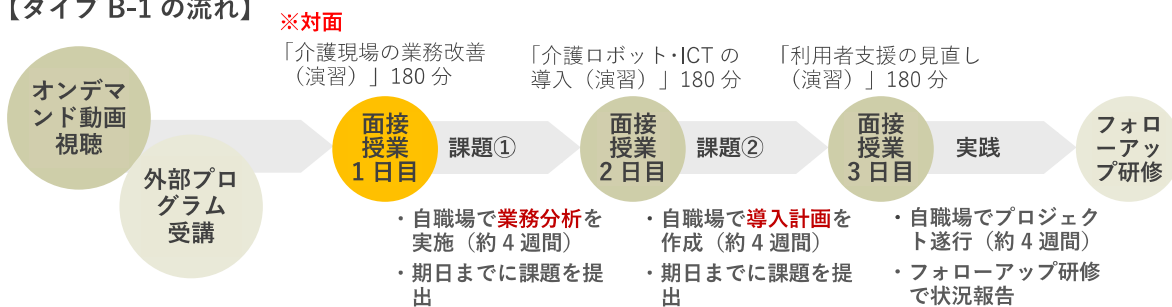 【タイプ B-1 の流れ】
※対面
「介護現場の業務改善
（演習）」180 分
「介護ロボット・ICT の
導入（演習）」180 分
「利用者支援の見直し
（演習）」180 分
オンデマ
ンド動画
視聴
外部プロ
グラム
受講
面接
授業
1 日目
課題①
面接
授業
2 日目
課題②
面接
授業
3 日目
実践
フォロ
ーアッ
プ研修
・自職場で業務分析を
実施（約 4 週間）
・期日までに課題を提
出
・自職場で導入計画を
作成（約 4 週間）
・期日までに課題を提
出
・自職場でプロジェク
ト遂行（約 4 週間）
・フォローアップ研修
で状況報告